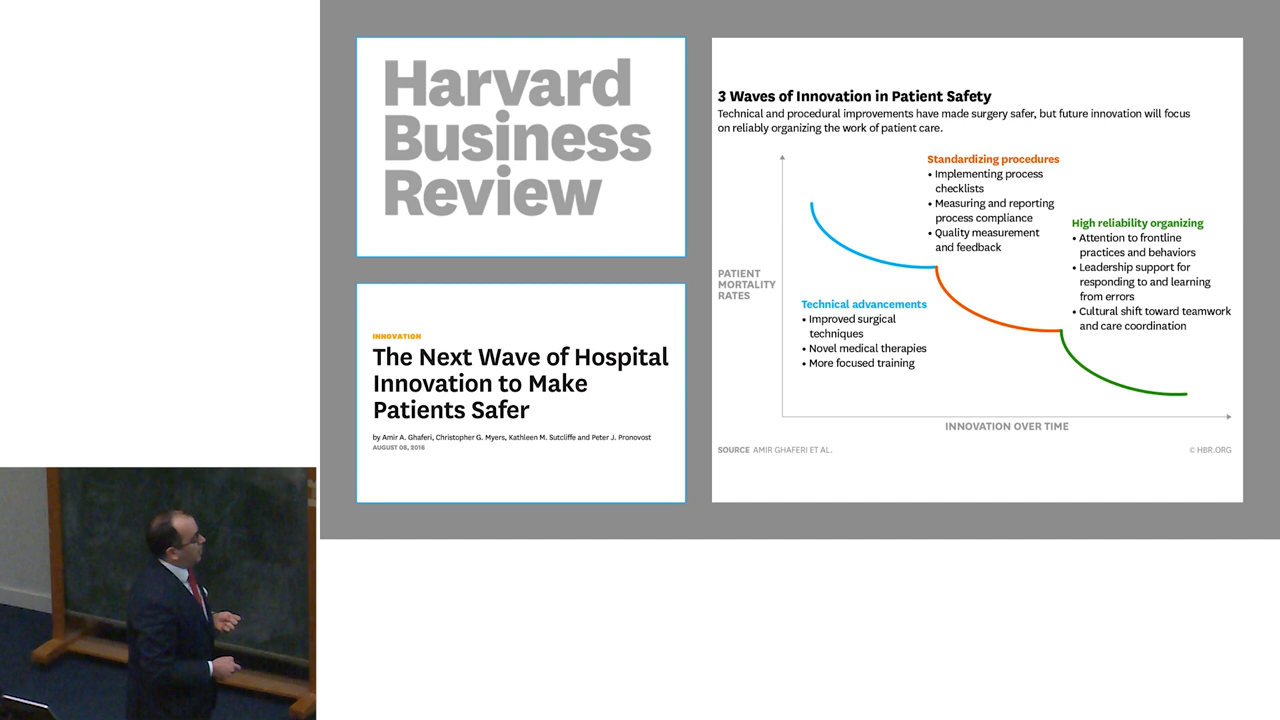 Harvard
Business
Review
INNOVATION
The Next Wave of Hospital
Innovation to Make
Patients Safer
by Amir A. Ghaferi, Christopher G. Myers, Kathleen M. Sutcliffe and Peter J. Pronovost
AUGUST 08, 2016
3 Waves of Innovation in Patient Safety
Technical and procedural improvements have made surgery safer, but future innovation will focus
on reliably organizing the work of patient care.
PATIENT
MORTALITY
RATES
Technical advancements
• Improved surgical
techniques
• Novel medical therapies
• More focused training
Standardizing procedures
• Implementing process
checklists
• Measuring and reporting
process compliance
• Quality measurement
and feedback
High reliability organizing
• Attention to frontline
practices and behaviors
• Leadership support for
responding to and learning
from errors
• Cultural shift toward teamwork
and care coordination
INNOVATION OVER TIME
SOURCE AMIR GHAFERI ET AL.
© HBR.ORG